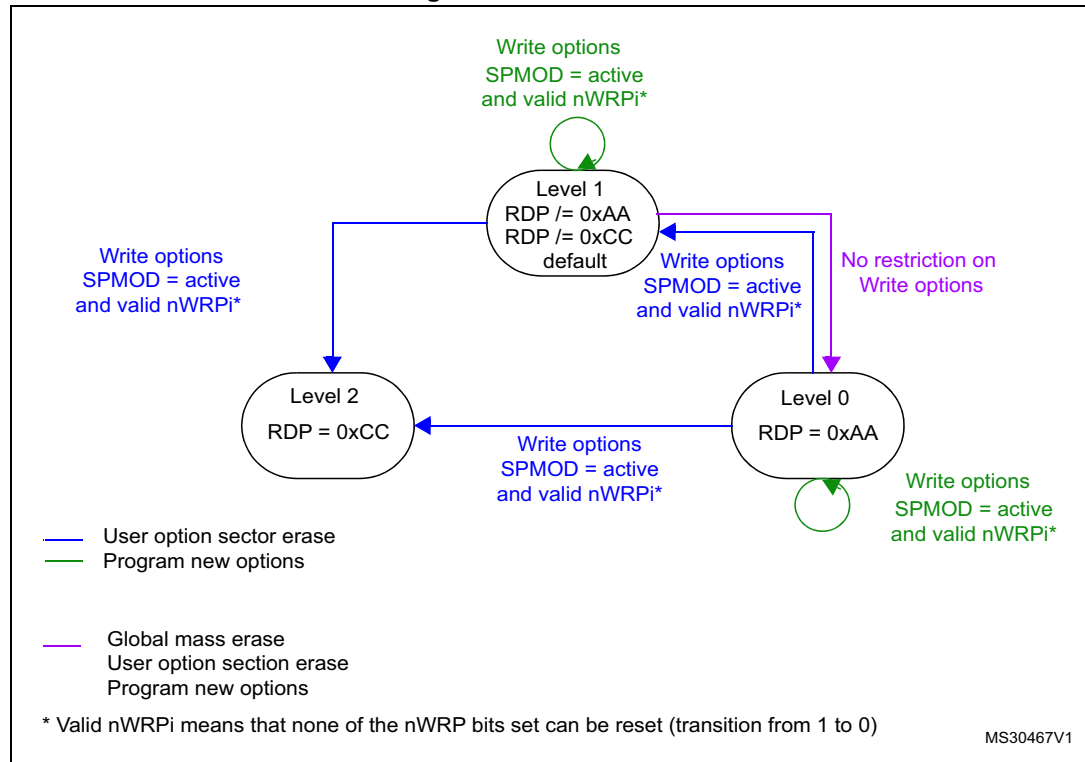 Write options
SPMOD = active
and valid nWRPi*
Level 1
RDP /= 0xAA
RDP /= 0xCC
default
Write options
SPMOD = active
and valid nWRPi*
Write options
SPMOD = active
and valid nWRPi*
No restriction on
Write options
Level 2
RDP = 0xCC
Level 0
RDP = 0xAA
Write options
SPMOD = active
and valid nWRPi*
Write options
SPMOD = active
and valid nWRPi*
User option sector erase
Program new options
Global mass erase
User option section erase
Program new options
* Valid nWRPi means that none of the nWRP bits set can be reset (transition from 1 to 0)
MS30467V1